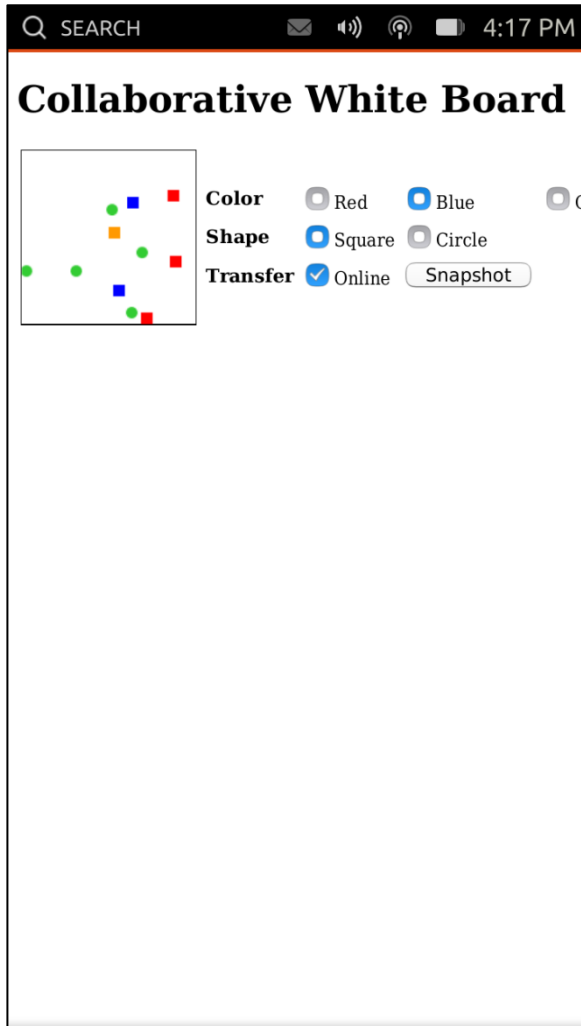 SEARCH 4:17 PM
Collaborative White Board
Color Red Blue
Shape Square Circle
Transfer Online Snapshot